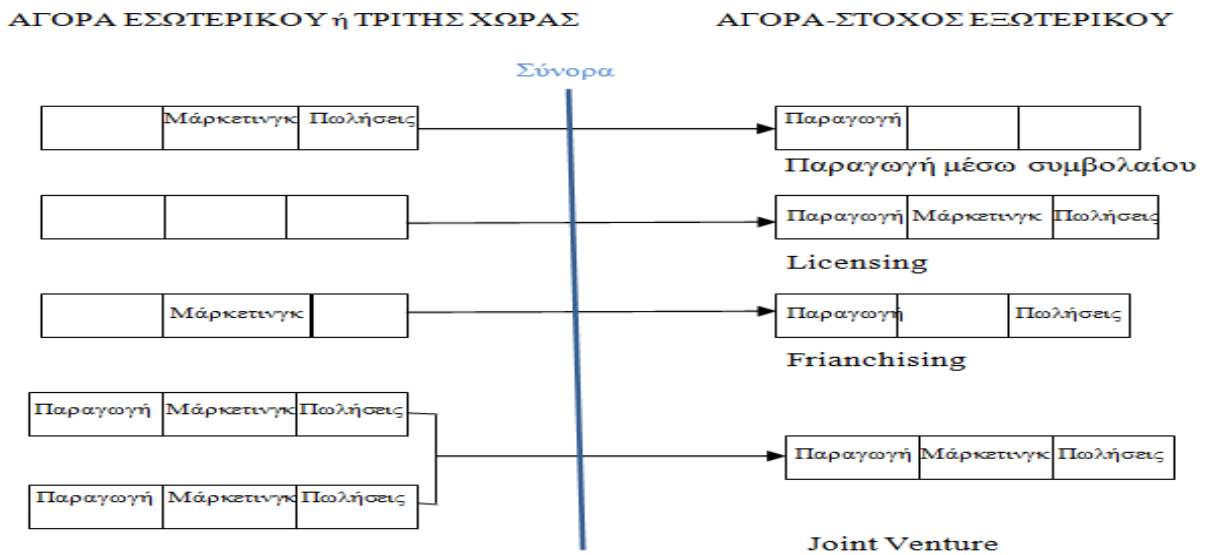 ΑΓΟΡΑ ΕΣΩΤΕΡΙΚΟΥ ή ΤΡΙΤΗΣ ΧΩΡΑΣ ΑΓΟΡΑ-ΣΤΟΧΟΣ ΕΞΩΤΕΡΙΚΟΥ
Σύνορα
Μάρκετινγκ Πωλήσεις Παραγωγή
Παραγωγή μέσω συμβολαίου
Παραγωγή Μάρκετινγκ Πωλήσεις
Licensing
Μάρκετινγκ Παραγωγή Πωλήσεις
Frianchising
Παραγωγή Μάρκετινγκ Πωλήσεις
Παραγωγή Μάρκετινγκ Πωλήσεις
Παραγωγή Μάρκετινγκ Πωλήσεις
Joint Venture